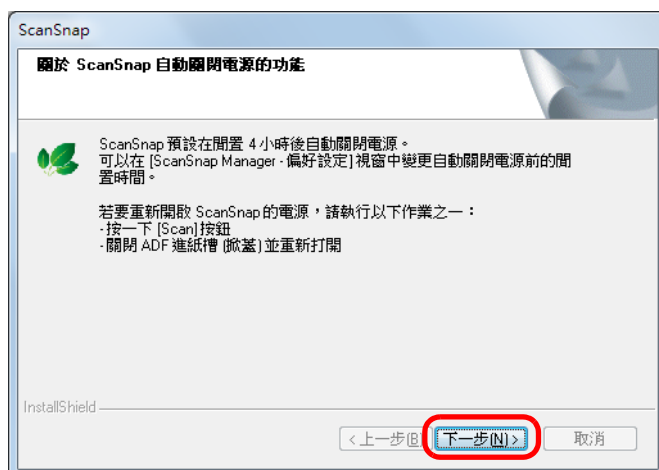 ScanSnap
關於 ScanSnap 自動關閉電源的功能
ScanSnap 預設在閒置 4 小時後自動關閉電源。
可以在 [ScanSnap Manager - 偏好設定] 視窗中變更自動關閉電源前的閒
置時間。
若要重新開啟 ScanSnap 的電源，請執行以下作業之一：
- 按一下 [Scan] 按鈕
- 關閉 ADF 進紙槽 (掀蓋) 並重新打開
InstallShield
< 上一步(B
下一步(N) >
取消